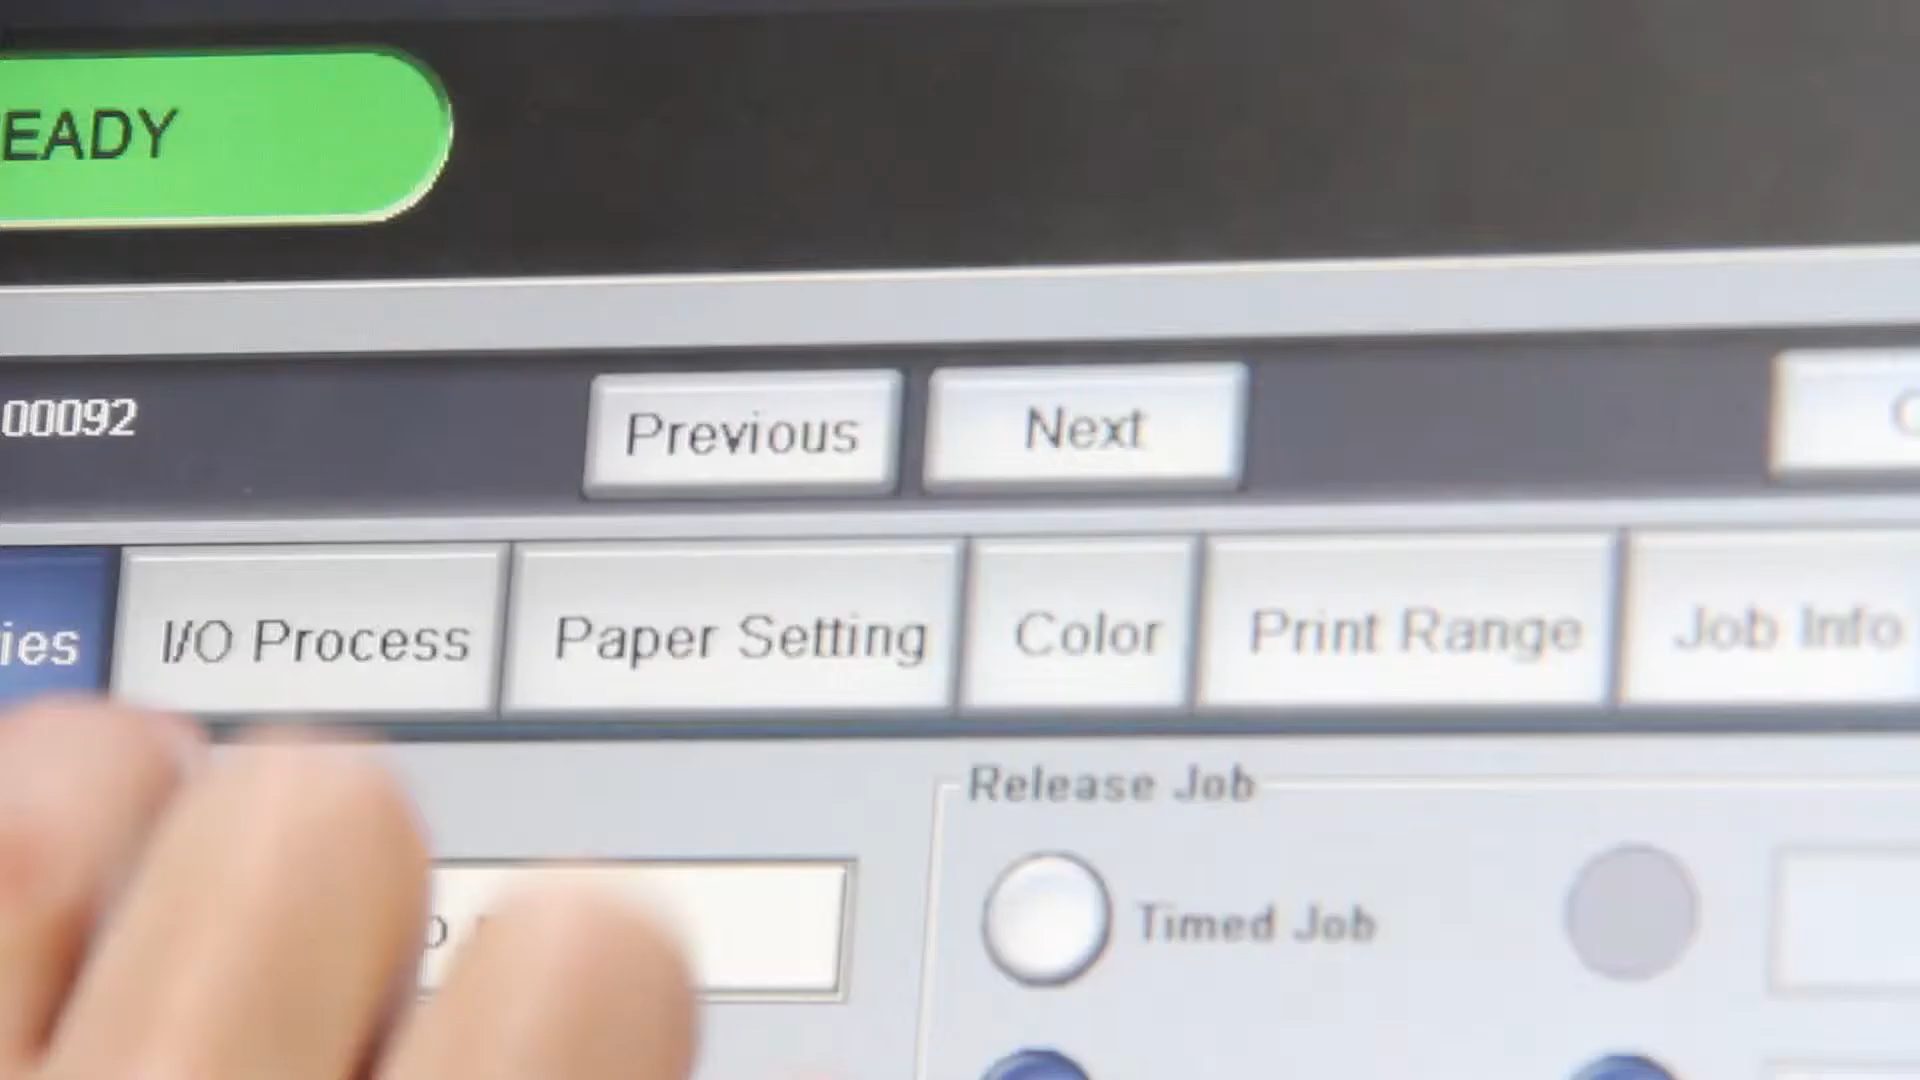 EADY
00092
Previous
Next
ies
I/O Process
Paper Setting
Color
Print Range
Job Info
Release Job
Timed Job